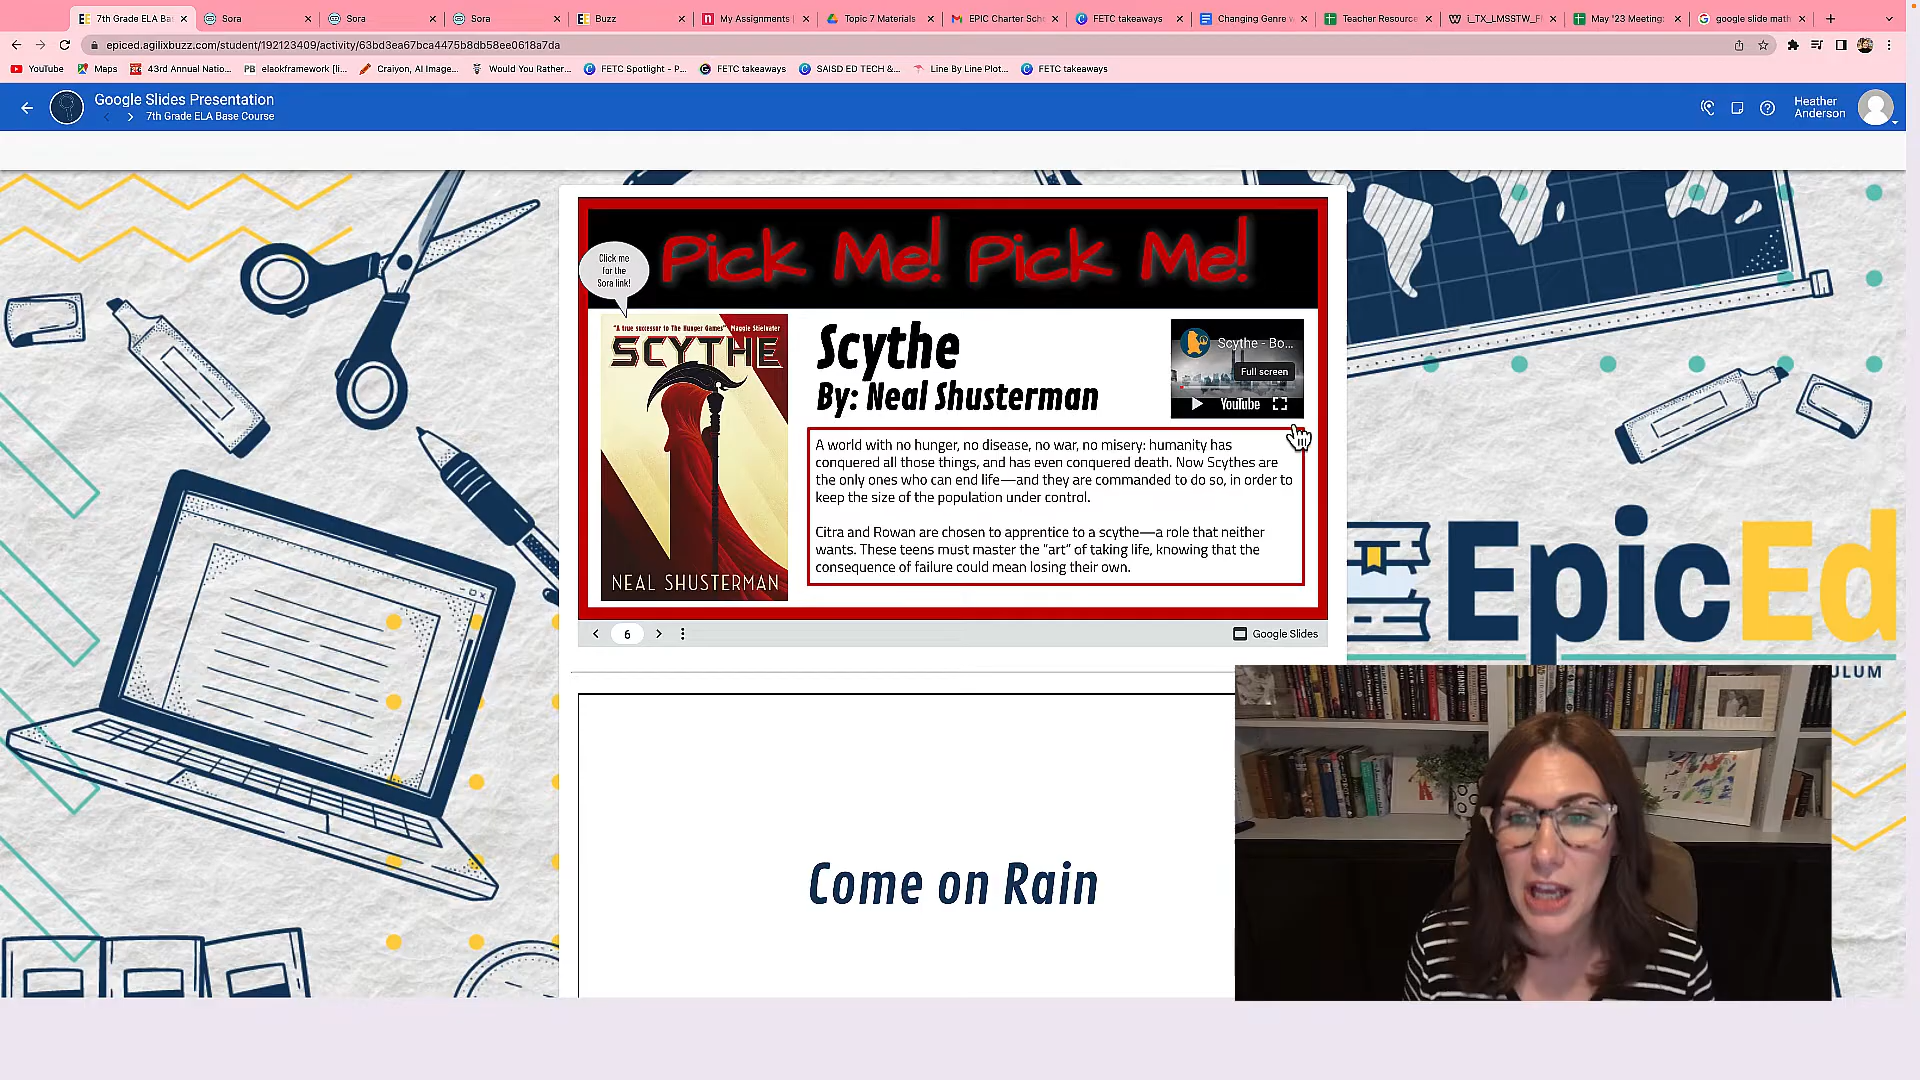 7th Grade ELA Ba
Sora
Sora
Sora
Buzz
My Assignments
Topic 7 Materials
EPIC Charter Sch
FETC takeaways
Changing Genre
Teacher Resource
i_TX_LMSSTW_F
May '23 Meeting:
google slide math
epiced.agilixbuzz.com/student/192123409/activity/63bd3ea67bca4475b8db58ee0618a7da
YouTube
Maps
43rd Annual Natio...
elaokframework [li...
Craiyon, AI Image...
Would You Rather...
FETC Spotlight - P...
FETC takeaways
SAISD ED TECH &...
Line By Line Plot...
FETC takeaways
Google Slides Presentation
7th Grade ELA Base Course
Heather
Anderson
Pick Me! Pick Me!
Click me
for the
Sora link!
"A true successor to The Hunger Games" Maggie Stiefvater
SCYTHE
NEAL SHUSTERMAN
Scythe
By: Neal Shusterman
Scythe - Bo...
Full screen
YouTube
A world with no hunger, no disease, no war, no misery: humanity has
conquered all those things, and has even conquered death. Now Scythes are
the only ones who can end life—and they are commanded to do so, in order to
keep the size of the population under control.
Citra and Rowan are chosen to apprentice to a scythe—a role that neither
wants. These teens must master the “art” of taking life, knowing that the
consequence of failure could mean losing their own.
6
Google Slides
EpicEd
ULUM
Come on Rain